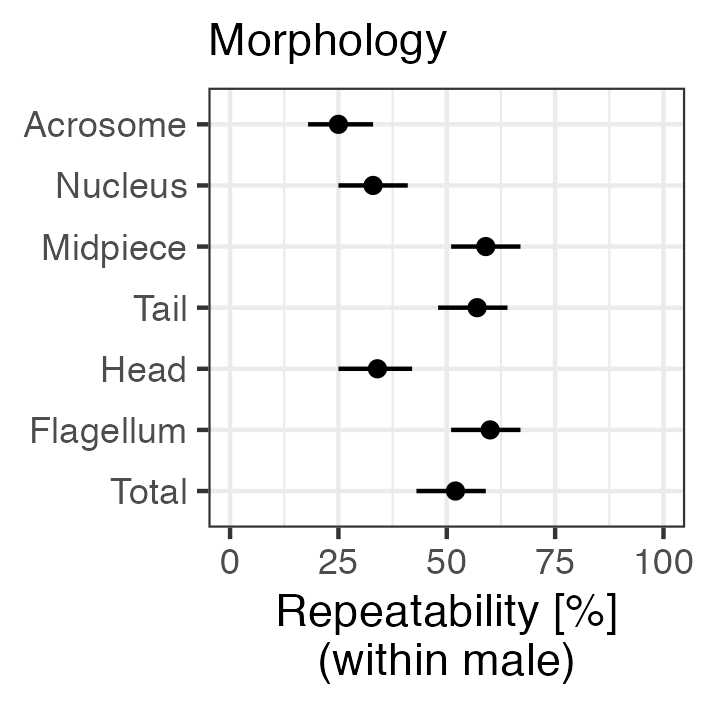 Morphology
Acrosome
Nucleus
Midpiece
Tail
Head
Flagellum
Total
0 25 50 75 100
Repeatability [%]
(within male)